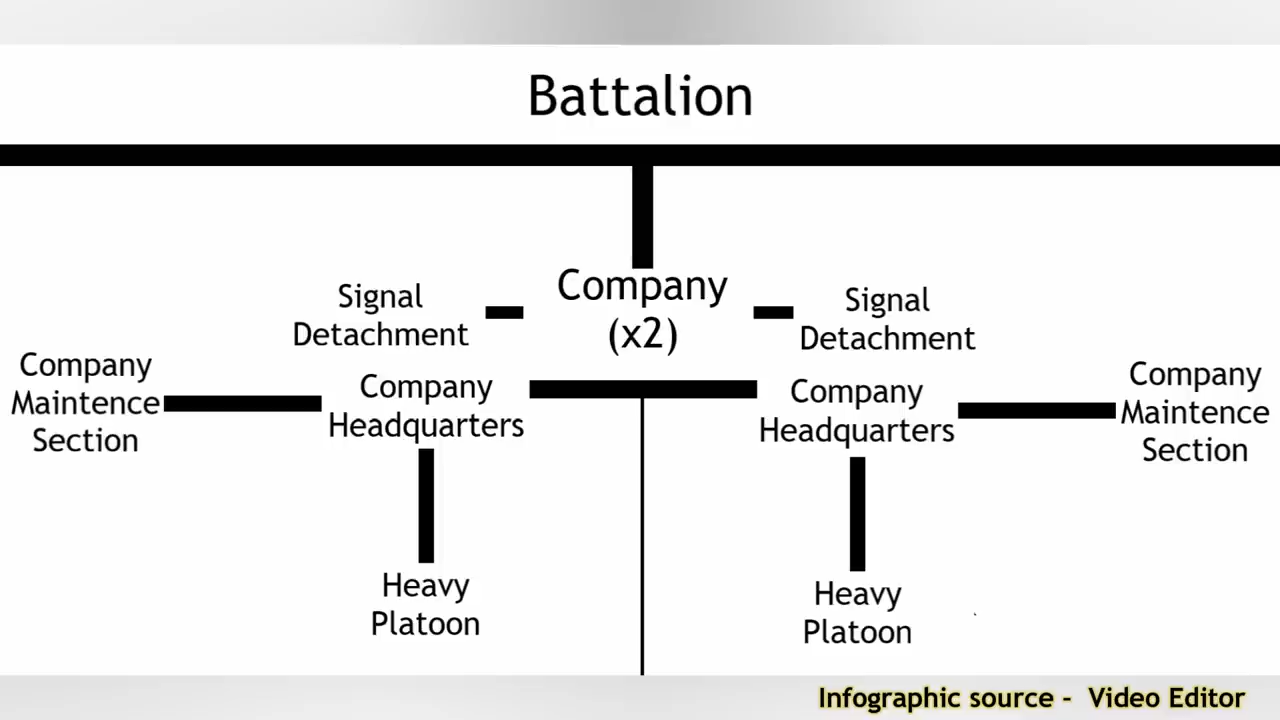 Battalion
Company
(x2)
Signal
Detachment
Signal
Detachment
Company
Maintence
Section
Company
Headquarters
Company
Headquarters
Company
Maintence
Section
Heavy
Platoon
Heavy
Platoon
Infographic source - Video Editor